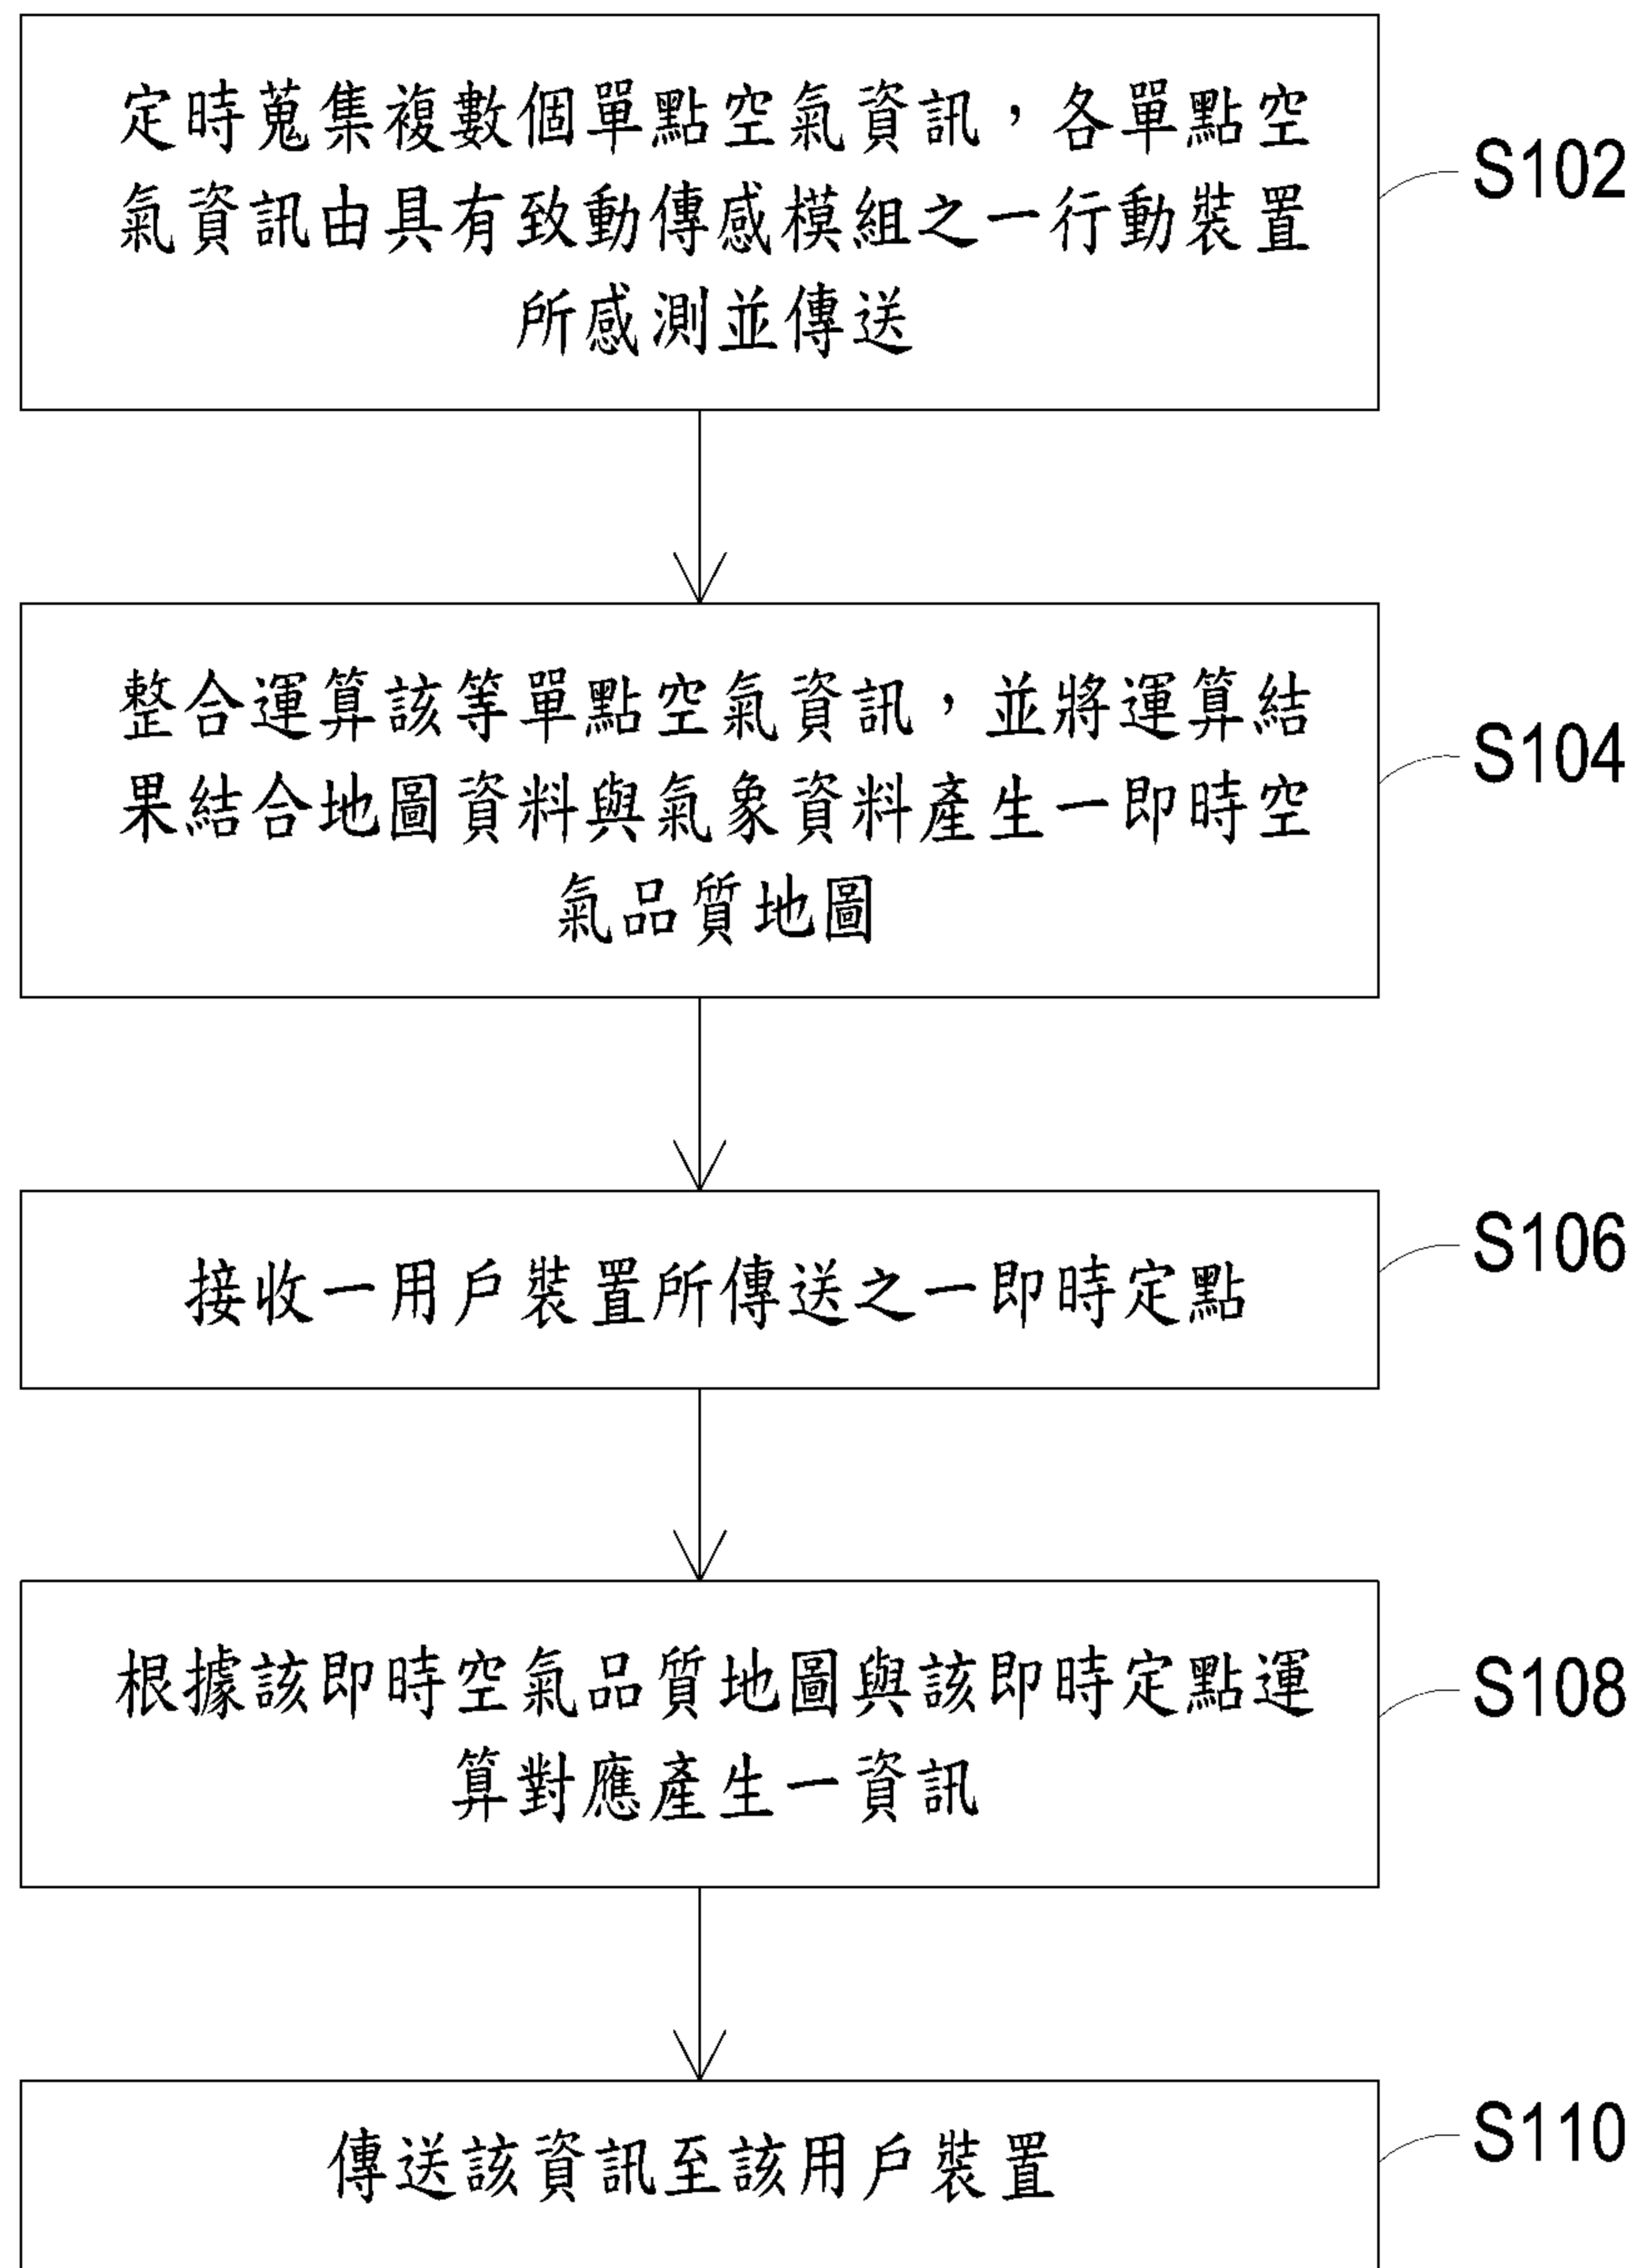 定時蒐集複數個單點空氣資訊，各單點空
氣資訊由具有致動傳感模組之一行動裝置
所感測並傳送
S102
整合運算該等單點空氣資訊，並將運算結
果結合地圖資料與氣象資料產生一即時空
氣品質地圖
S104
接收一用戶裝置所傳送之一即時定點
S106
根據該即時空氣品質地圖與該即時定點運
算對應產生一資訊
S108
傳送該資訊至該用戶裝置
S110